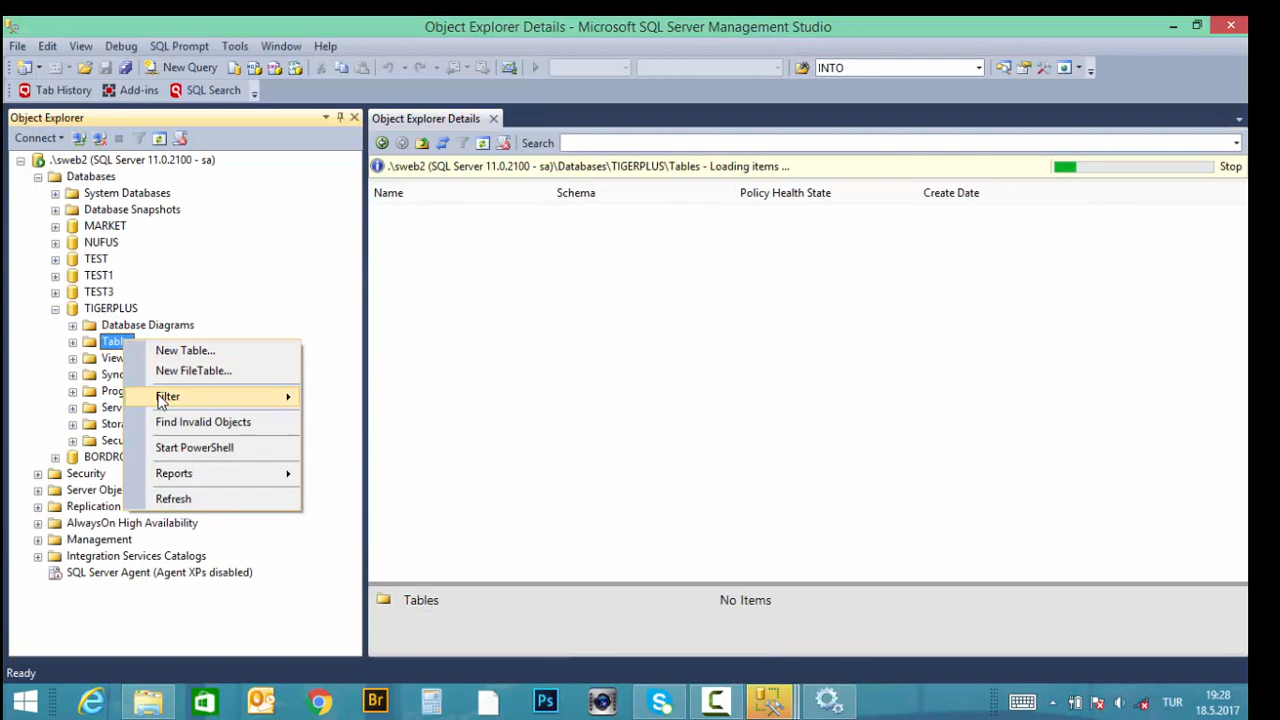 Object Explorer Details - Microsoft SQL Server Management Studio
File Edit View Debug SQL Prompt Tools Window Help
New Query INTO
Tab History Add-ins SQL Search
Object Explorer
Connect
.\sweb2 (SQL Server 11.0.2100 - sa)
Databases
System Databases
Database Snapshots
MARKET
NUFUS
TEST
TEST1
TEST3
TIGERPLUS
Database Diagrams
Security
Replication
AlwaysOn High Availability
Management
Integration Services Catalogs
SQL Server Agent (Agent XPs disabled)
New Table...
New FileTable...
Filter
Find Invalid Objects
Start PowerShell
Reports
Refresh
Object Explorer Details
Search
.\sweb2 (SQL Server 11.0.2100 - sa)\Databases\TIGERPLUS\Tables - Loading items ... Stop
Name Schema Policy Health State Create Date
Tables No Items
Ready
Br Ps TUR 19:28
18.5.2017